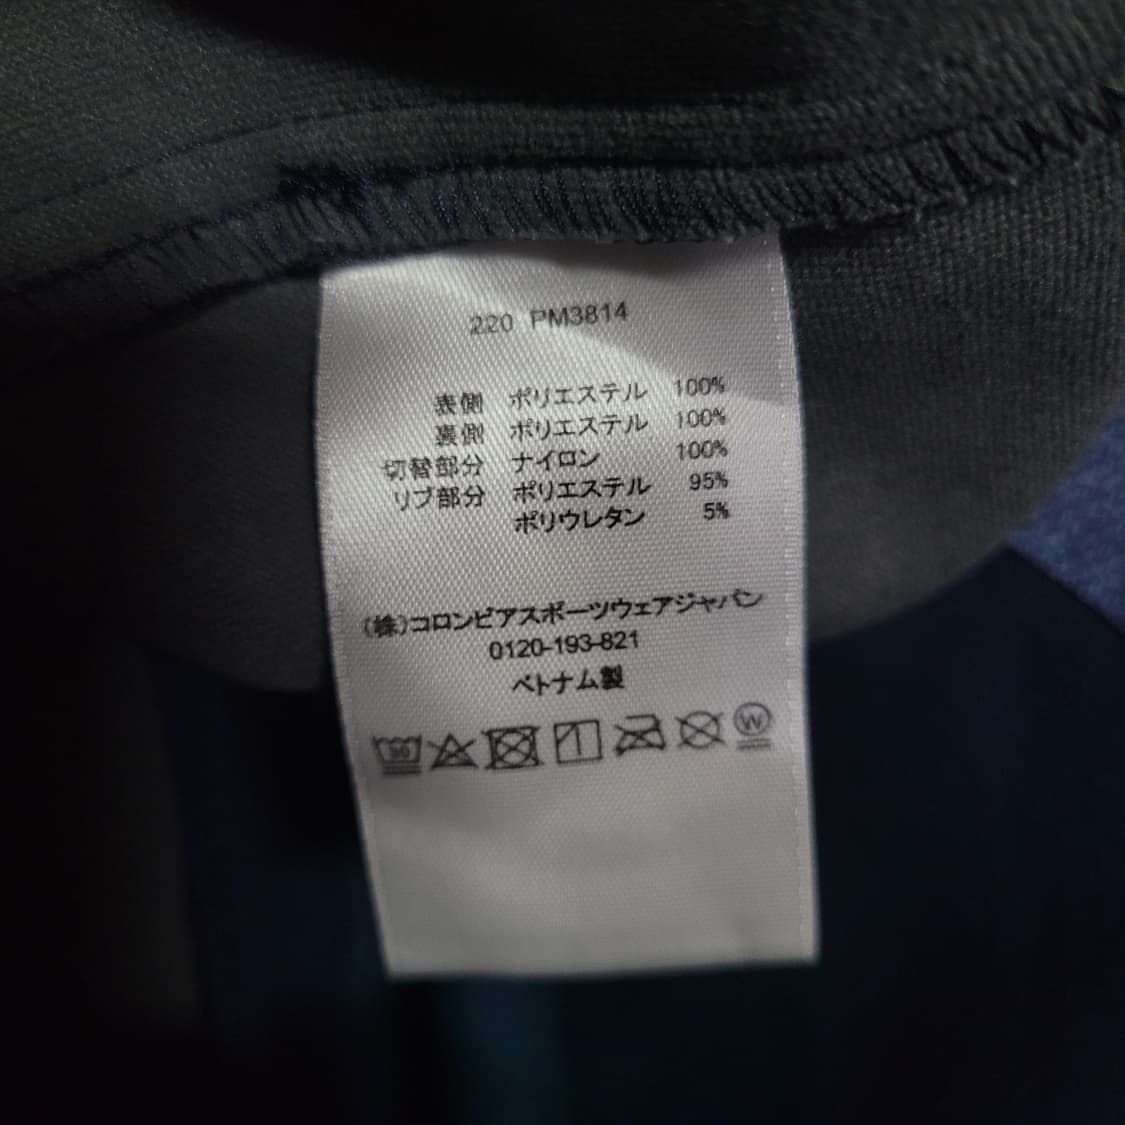 220 PM3814
表側 ポリエステル 100%
裏側 ポリエステル 100%
切替部分 ナイロン 100%
リブ部分 ポリエステル 95%
ポリウレタン 5%
(株)コロンビアスポーツウェアジャパン
0120-193-821
ベトナム製
30 W